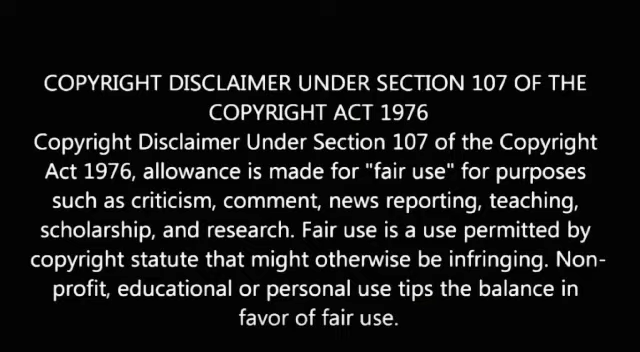 COPYRIGHT DISCLAIMER UNDER SECTION 107 OF THE
COPYRIGHT ACT 1976
Copyright Disclaimer Under Section 107 of the Copyright
Act 1976, allowance is made for "fair use" for purposes
such as criticism, comment, news reporting, teaching,
scholarship, and research. Fair use is a use permitted by
copyright statute that might otherwise be infringing. Non-
profit, educational or personal use tips the balance in
favor of fair use.